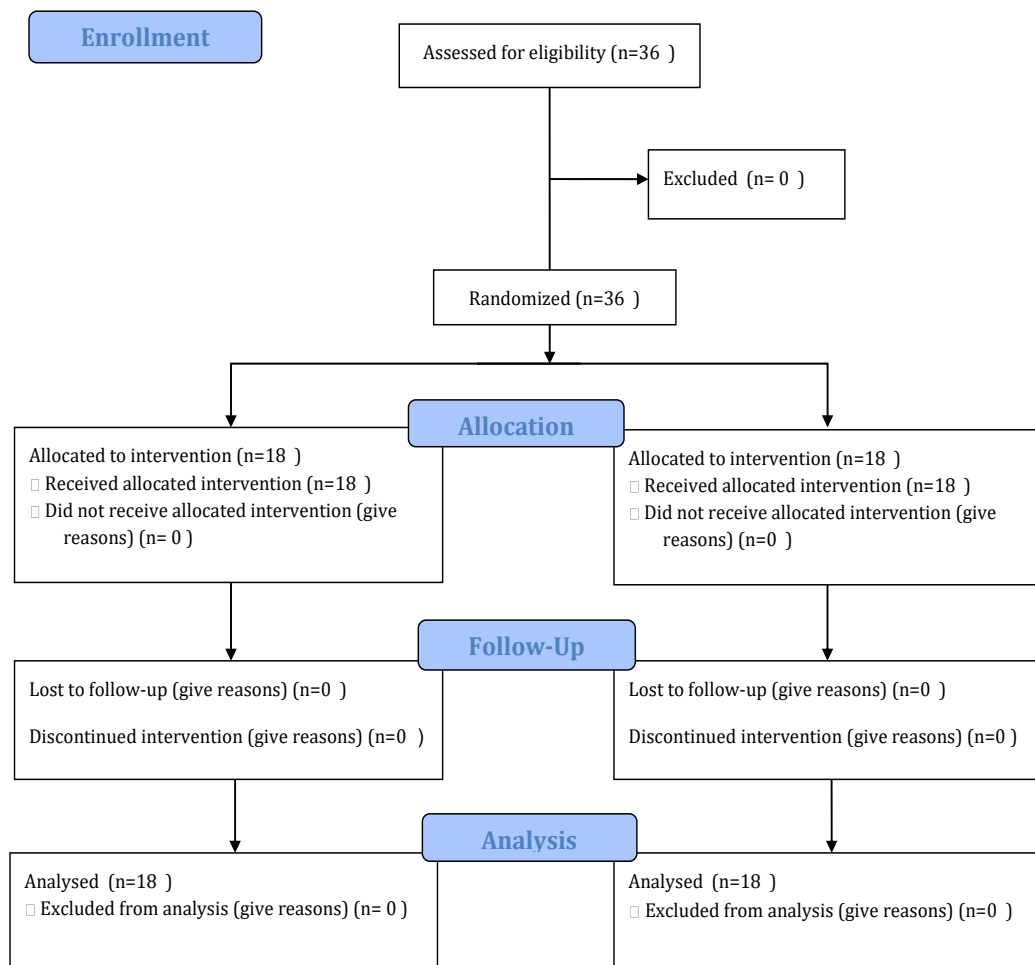 Enrollment
Assessed for eligibility (n=36  )
Excluded  (n= 0  )
Randomized (n=36  )
Allocation
Allocated to intervention (n=18  )
□ Received allocated intervention (n=18  )
□ Did not receive allocated intervention (give
reasons) (n= 0 )
Allocated to intervention (n=18  )
□ Received allocated intervention (n=18  )
□ Did not receive allocated intervention (give
reasons) (n=0  )
Follow-Up
Lost to follow-up (give reasons) (n=0  )
Discontinued intervention (give reasons) (n=0  )
Lost to follow-up (give reasons) (n=0  )
Discontinued intervention (give reasons) (n=0 )
Analysis
Analysed  (n=18  )
□ Excluded from analysis (give reasons) (n= 0 )
Analysed  (n=18  )
□ Excluded from analysis (give reasons) (n=0  )